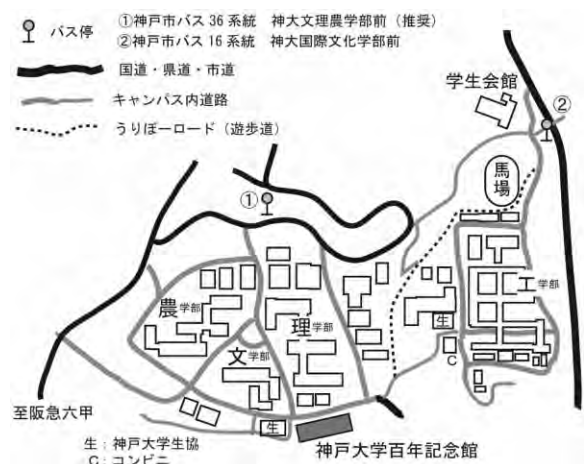 バス停
①神戸市バス36系統 神大文理農学部前（推奨）
②神戸市バス16系統 神大国際文化学部前
国道・県道・市道
キャンパス内道路
うりぼーロード（遊歩道）
学生会館
②
馬場
①
農学部
理学部
工学部
文学部
生
C
生
至阪急六甲
神戸大学百年記念館
生：神戸大学生協
C：コンビニ